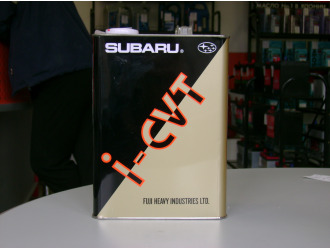 SUBARU®
i-CVT
FUJI HEAVY INDUSTRIES LTD.